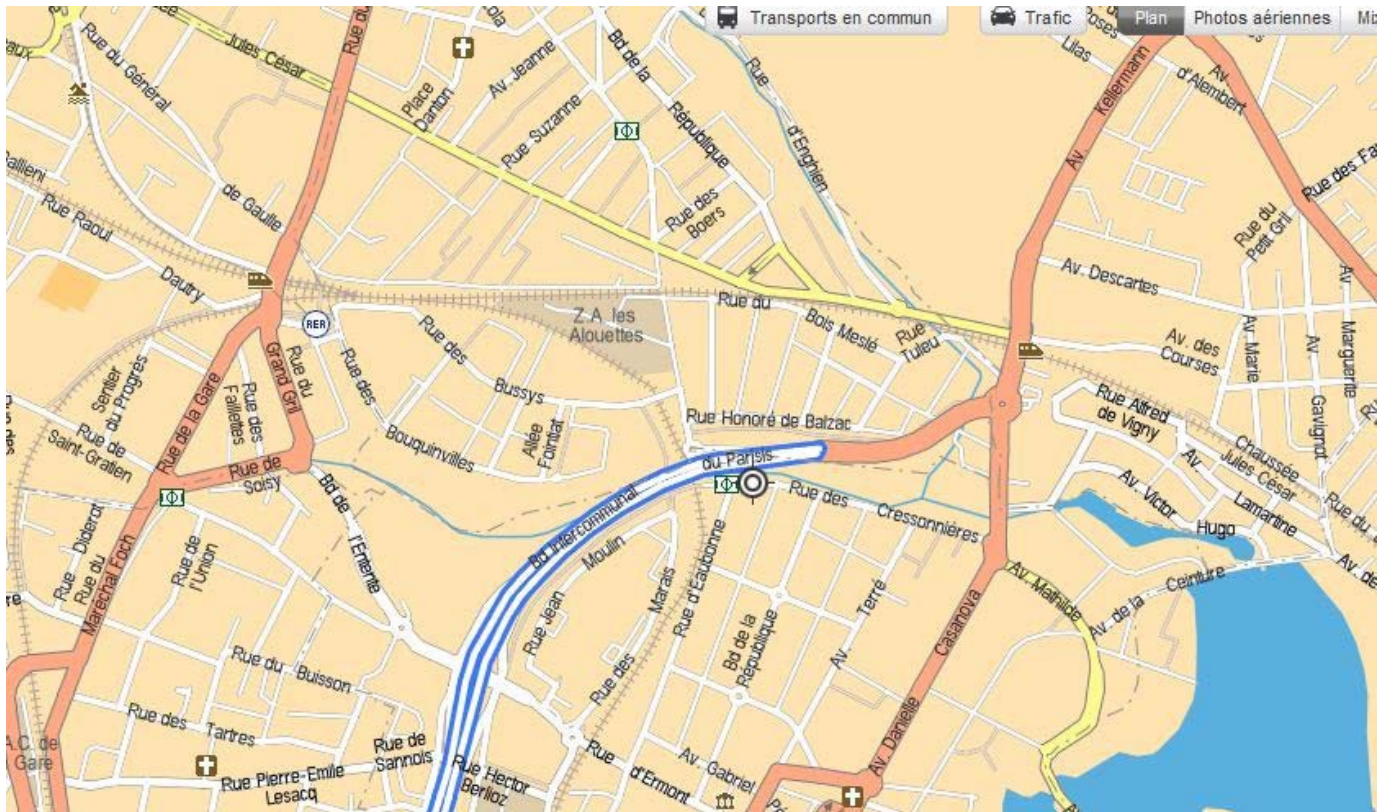 Transports en commun
Trafic
Plan
Photos aériennes
Rue du Général
de Gaulle
Rue du
Jules César
Place
Danton
Av. Jeanne
Rue Suzanne
Bd de la
République
Rue
d'Enghien
Rue des
Boers
Kellermann
Av.
Lilas
d'Alembert
Av.
Rue du
Petit Gril
Rue des
Av. Descartes
Av. des
Courses
Av. Marie
Av.
Gavignot
Av.
Marguerite
Rue Raoul
Dautry
RER
Z.A. les
Alouettes
Rue du
Bois Meslé
Rue
Tuleu
Sentier
du Progrès
Rue de la Gare
Rue des
Faillettes
Grand Gril
Rue du
Rue des
Bouquinvilles
Rue des
Bussys
Allée
Fointat
Rue Honoré de Balzac
Rue Alfred
de Vigny
Chaussée
Jules César
Rue du
Rue de
Saint-Gratien
Rue de
Soisy
Bd de
l'Entente
Bd Intercommunal
du Parisis
Rue des
Cressonnières
Av.
Lamartine
Av. Victor
Hugo
Av. de
Rue Diderot
Rue du
Maréchal Foch
Rue de
l'Union
Moulin
Rue Jean
Marais
Rue des
Rue d'Eaubonne
Bd de la
République
Av.
Terré
Casanova
Av. Danielle
Av. Mathilde
Av. de la
Ceinture
Rue du
Buisson
Rue des
Tartres
Rue de
Sannois
Rue Pierre-Emile
Lesacq
Rue Hector
Berlioz
Rue
d'Ermont
Av. Gabriel
A.C. de
Gare